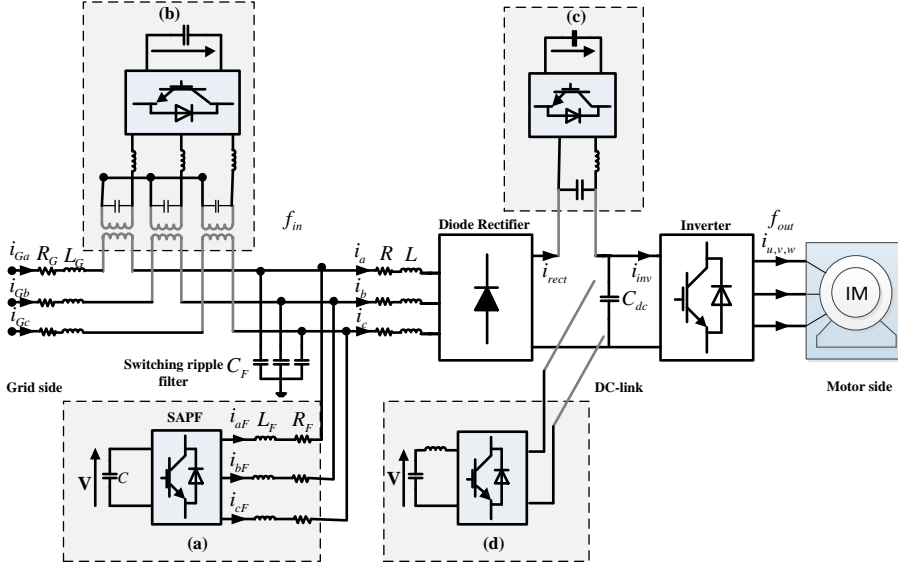 (b)
(c)
f_in
Diode Rectifier
Inverter
f_out
i_Ga
R_G
L_G
i_a
R
L
i_rect
i_inv
i_u,v,w
i_Gb
i_b
C_dc
IM
i_Gc
i_c
Switching ripple
filter
C_F
Grid side
DC-link
Motor side
SAPF
i_aF
L_F
R_F
V
C
i_bF
i_cF
(a)
V
(d)